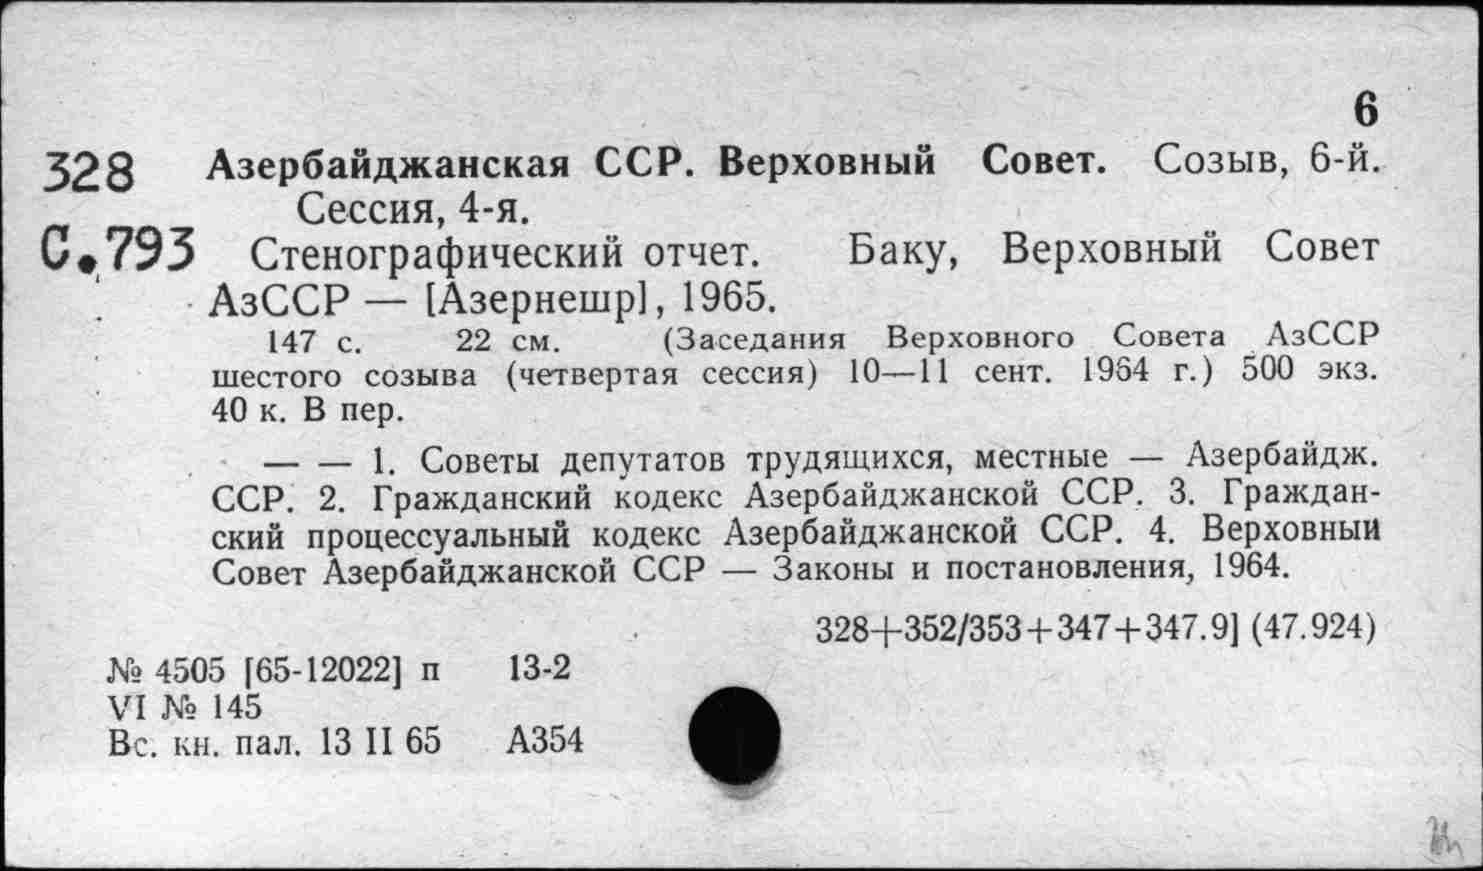 6
328 Азербайджанская ССР. Верховный Совет. Созыв, 6-й.
Сессия, 4-я.
С.793 Стенографический отчет. Баку, Верховный Совет
АзССР — [Азернешр], 1965.
147 с. 22 см. (Заседания Верховного Совета АзССР
шестого созыва (четвертая сессия) 10—11 сент. 1964 г.) 500 экз.
40 к. В пер.
— — 1. Советы депутатов трудящихся, местные — Азербайдж.
ССР. 2. Гражданский кодекс Азербайджанской ССР. 3. Граждан-
ский процессуальный кодекс Азербайджанской ССР. 4. Верховный
Совет Азербайджанской ССР — Законы и постановления, 1964.
328+352/353+347+347.9] (47.924)
№ 4505 [65-12022] п 13-2
VI № 145
Вс. кн. пал. 13 II 65 А354